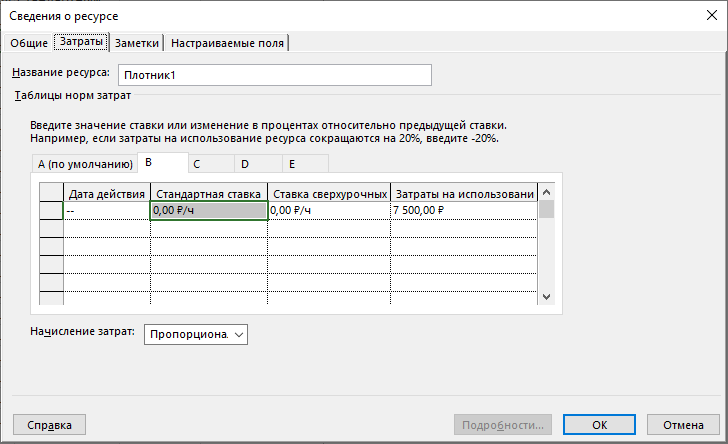 Сведения о ресурсе
Общие Затраты Заметки Настраиваемые поля
Название ресурса: Плотник1
Таблицы норм затрат
Введите значение ставки или изменение в процентах относительно предыдущей ставки.
Например, если затраты на использование ресурса сокращаются на 20%, введите -20%.
A (по умолчанию) B C D E
Дата действия Стандартная ставка Ставка сверхурочных Затраты на использовани
-- 0,00 ₽/ч 0,00 ₽/ч 7 500,00 ₽
Начисление затрат: Пропорциона.
Справка Подробности... ОК Отмена